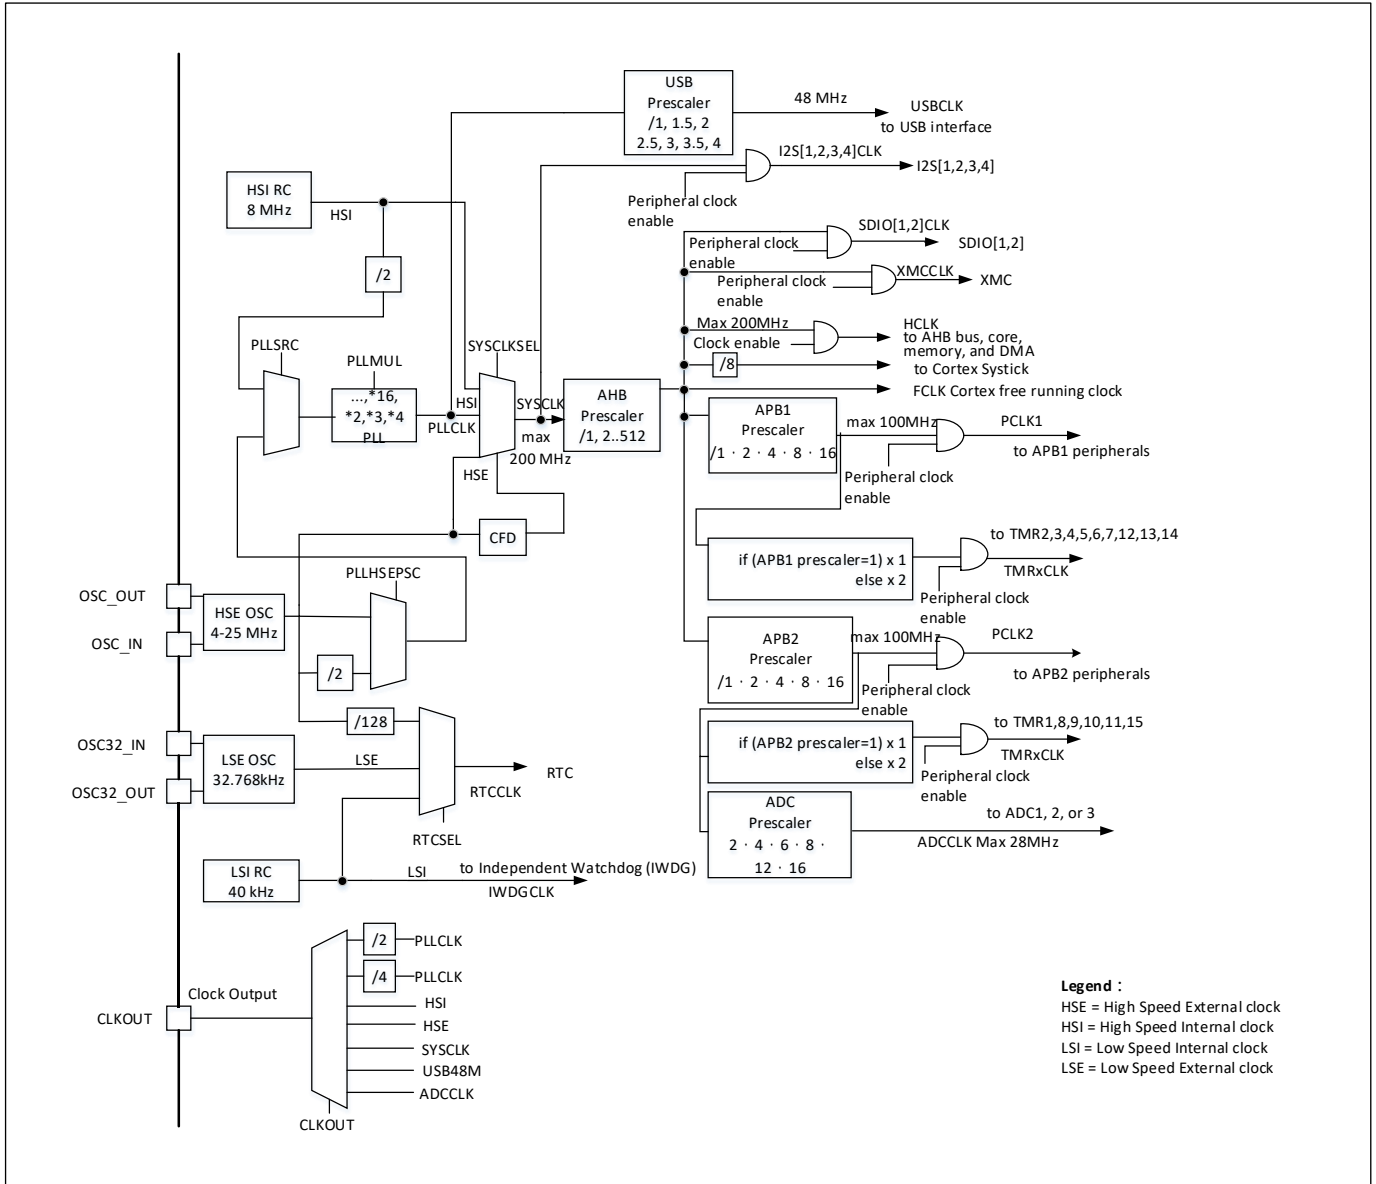 USB
Prescaler
/1, 1.5, 2
2.5, 3, 3.5, 4
48 MHz
USBCLK
to USB interface
I2S[1,2,3,4]CLK
I2S[1,2,3,4]
Peripheral clock
enable
HSI RC
8 MHz
HSI
/2
SDIO[1,2]CLK
SDIO[1,2]
Peripheral clock
enable
XMCCLK
XMC
Peripheral clock
enable
Max 200MHz
Clock enable
HCLK
to AHB bus, core,
memory, and DMA
/8
to Cortex Systick
FCLK Cortex free running clock
PLLSRC
PLLMUL
...,*16,
*2,*3,*4
PLL
SYSCLKSEL
HSI
PLLCLK
HSE
SYSCLK
max
200 MHz
AHB
Prescaler
/1, 2..512
APB1
Prescaler
/1 · 2 · 4 · 8 · 16
max 100MHz
PCLK1
to APB1 peripherals
Peripheral clock
enable
CFD
if (APB1 prescaler=1) x 1
else x 2
to TMR2,3,4,5,6,7,12,13,14
TMRxCLK
Peripheral clock
enable
PLLHSEPSC
OSC_OUT
OSC_IN
HSE OSC
4-25 MHz
/2
/128
APB2
Prescaler
/1 · 2 · 4 · 8 · 16
max 100MHz
PCLK2
to APB2 peripherals
Peripheral clock
enable
OSC32_IN
OSC32_OUT
LSE OSC
32.768kHz
LSE
RTC
RTCCLK
RTCSEL
if (APB2 prescaler=1) x 1
else x 2
to TMR1,8,9,10,11,15
TMRxCLK
Peripheral clock
enable
ADC
Prescaler
2 · 4 · 6 · 8 ·
12 · 16
to ADC1, 2, or 3
ADCCLK Max 28MHz
LSI RC
40 kHz
LSI
to Independent Watchdog (IWDG)
IWDGCLK
/2
PLLCLK
/4
PLLCLK
HSI
HSE
SYSCLK
USB48M
ADCCLK
Clock Output
CLKOUT
CLKOUT
Legend：
HSE = High Speed External clock
HSI = High Speed Internal clock
LSI = Low Speed Internal clock
LSE = Low Speed External clock